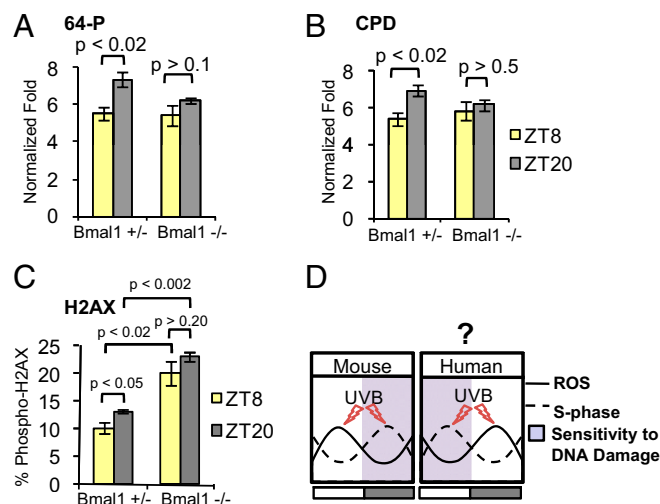 A
64-P
p < 0.02
p > 0.1
Normalized Fold
8
6
4
2
0
Bmal1 +/-
Bmal1 -/-
B
CPD
p < 0.02
p > 0.5
Normalized Fold
8
6
4
2
0
Bmal1 +/-
Bmal1 -/-
ZT8
ZT20
C
H2AX
p < 0.002
p < 0.02
p > 0.20
p < 0.05
% Phospho-H2AX
25
20
15
10
5
0
Bmal1 +/-
Bmal1 -/-
ZT8
ZT20
D
?
Mouse
Human
UVB
UVB
ROS
S-phase
Sensitivity to
DNA Damage